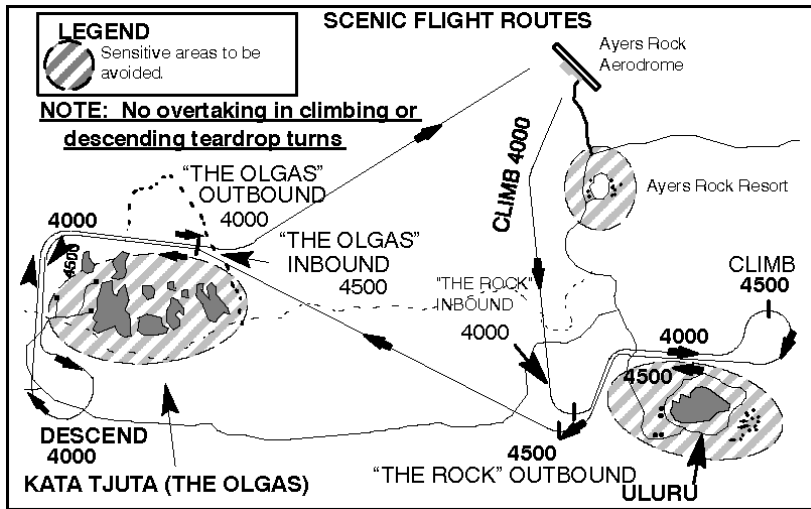 SCENIC FLIGHT ROUTES
LEGEND
Sensitive areas to be
avoided.
NOTE: No overtaking in climbing or
descending teardrop turns
Ayers Rock
Aerodrome
CLIMB 4000
Ayers Rock Resort
"THE OLGAS"
OUTBOUND
4000
4000
4500
"THE OLGAS"
INBOUND
4500
"THE ROCK"
INBOUND
4000
CLIMB
4500
4000
4500
DESCEND
4000
4500
"THE ROCK" OUTBOUND
KATA TJUTA (THE OLGAS)
ULURU